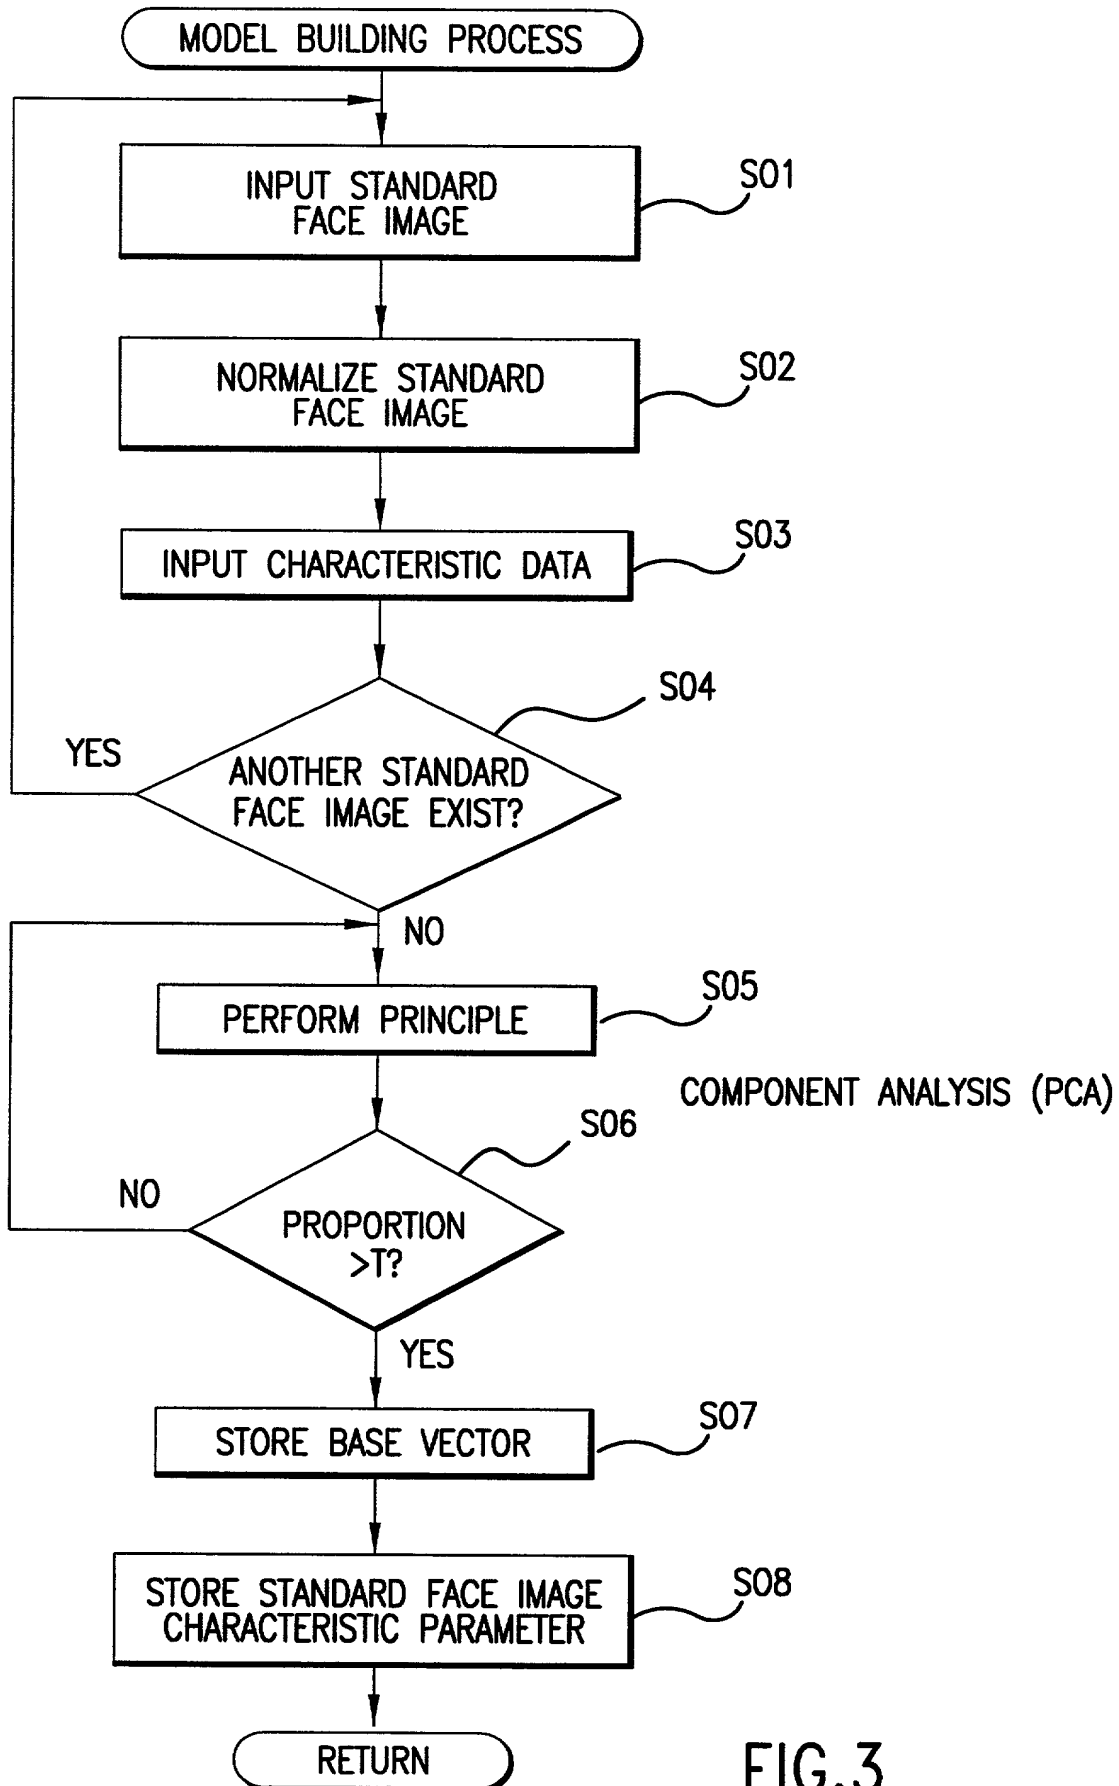 MODEL BUILDING PROCESS
INPUT STANDARD
FACE IMAGE
S01
NORMALIZE STANDARD
FACE IMAGE
S02
INPUT CHARACTERISTIC DATA
S03
S04
YES
ANOTHER STANDARD
FACE IMAGE EXIST?
NO
PERFORM PRINCIPLE
S05
COMPONENT ANALYSIS (PCA)
S06
NO
PROPORTION
>T?
YES
STORE BASE VECTOR
S07
STORE STANDARD FACE IMAGE
CHARACTERISTIC PARAMETER
S08
RETURN
FIG.3